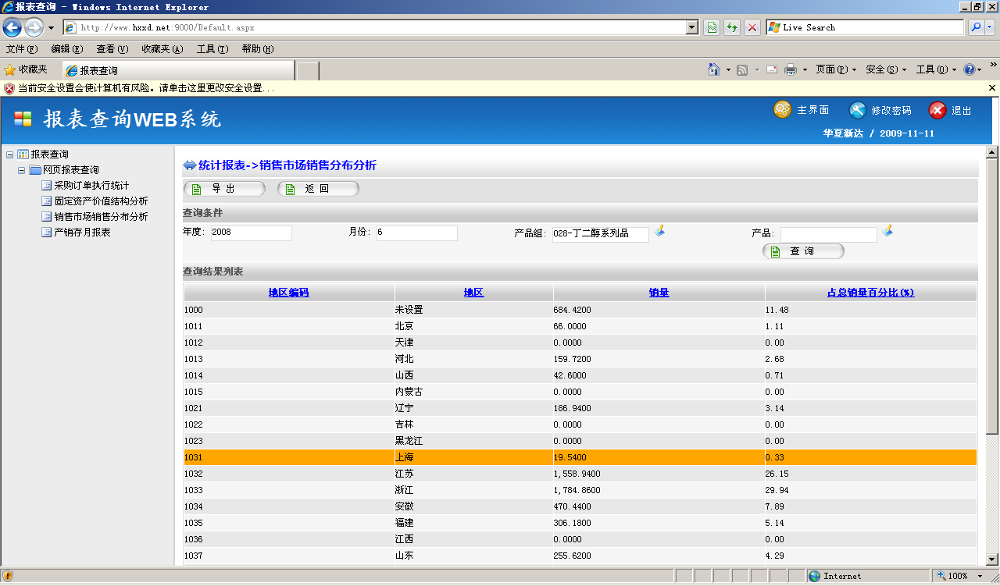 报表查询 - Windows Internet Explorer
http://www.hxxd.net:9000/Default.aspx
Live Search
文件(F) 编辑(E) 查看(V) 收藏夹(A) 工具(T) 帮助(H)
收藏夹 报表查询 页面(P) 安全(S) 工具(O)
当前安全设置会使计算机有风险。请单击这里更改安全设置...
报表查询WEB系统
主界面 修改密码 退出
华夏新达 / 2009-11-11
报表查询
网页报表查询
采购订单执行统计
固定资产价值结构分析
销售市场销售分布分析
产销存月报表
统计报表->销售市场销售分布分析
导 出 返 回
查询条件
年度: 2008 月份: 6 产品组: 028-丁二醇系列品 产品:
查 询
查询结果列表
地区编码 地区 销量 占总销量百分比(%)
1000 未设置 684.4200 11.48
1011 北京 66.0000 1.11
1012 天津 0.0000 0.00
1013 河北 159.7200 2.68
1014 山西 42.6000 0.71
1015 内蒙古 0.0000 0.00
1021 辽宁 186.9400 3.14
1022 吉林 0.0000 0.00
1023 黑龙江 0.0000 0.00
1031 上海 19.5400 0.33
1032 江苏 1,558.9400 26.15
1033 浙江 1,784.8600 29.94
1034 安徽 470.4400 7.89
1035 福建 306.1800 5.14
1036 江西 0.0000 0.00
1037 山东 255.6200 4.29
Internet 100%